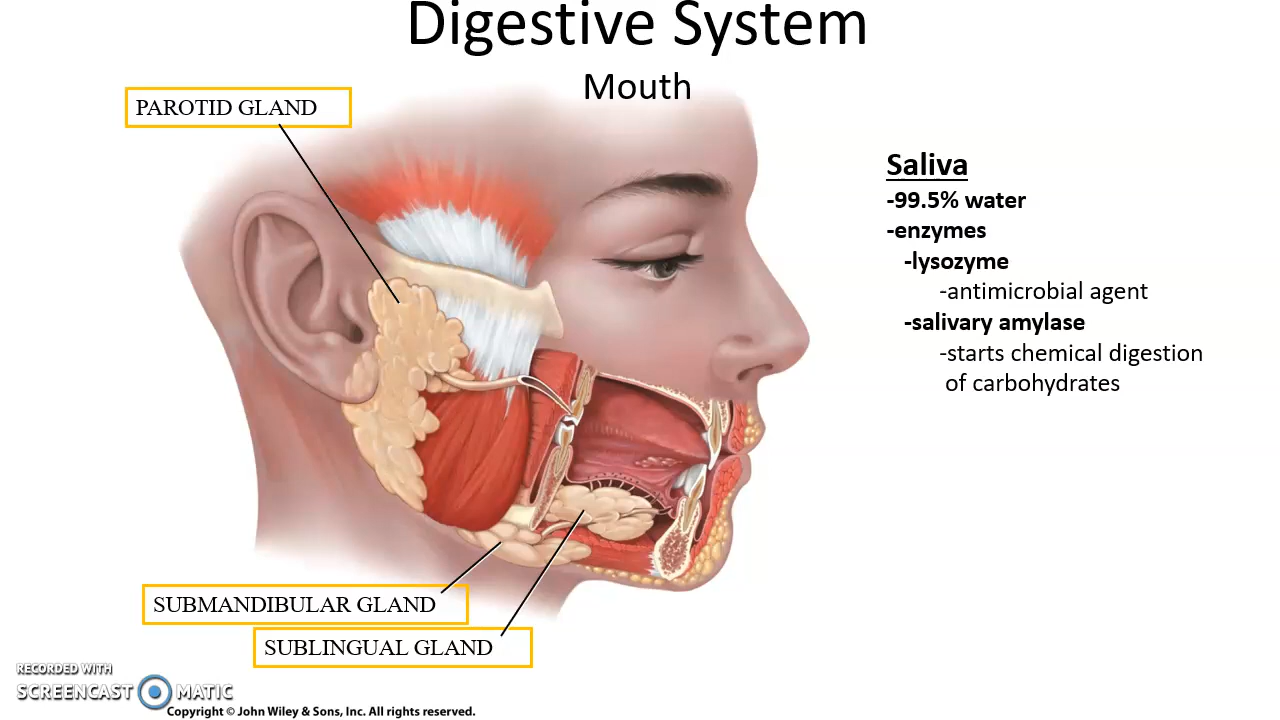 Digestive System
Mouth
PAROTID GLAND
Saliva
-99.5% water
-enzymes
-lysozyme
-antimicrobial agent
-salivary amylase
-starts chemical digestion
of carbohydrates
SUBMANDIBULAR GLAND
SUBLINGUAL GLAND
RECORDED WITH
SCREENCAST MATIC
Copyright © John Wiley & Sons, Inc. All rights reserved.